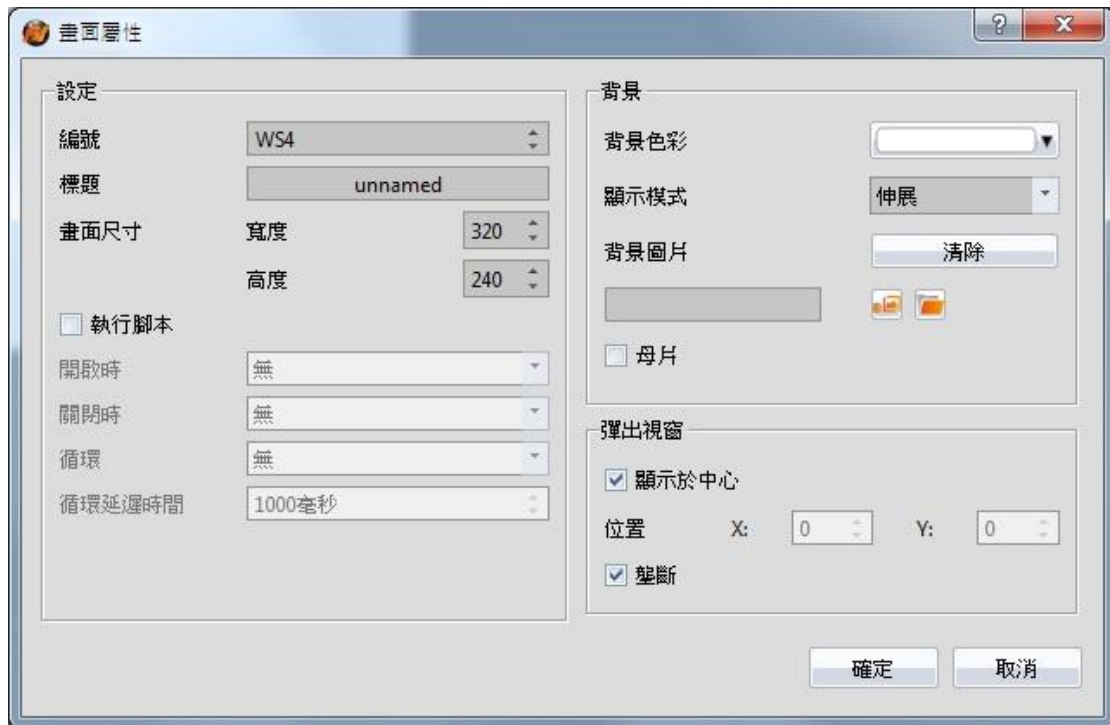 畫面屬性
設定
編號 WS4
標題 unnamed
畫面尺寸 寬度 320
高度 240
執行腳本
開啟時 無
關閉時 無
循環 無
循環延遲時間 1000毫秒
背景
背景色彩
顯示模式 伸展
背景圖片 清除
母片
彈出視窗
顯示於中心
位置 X: 0 Y: 0
壟斷
確定 取消